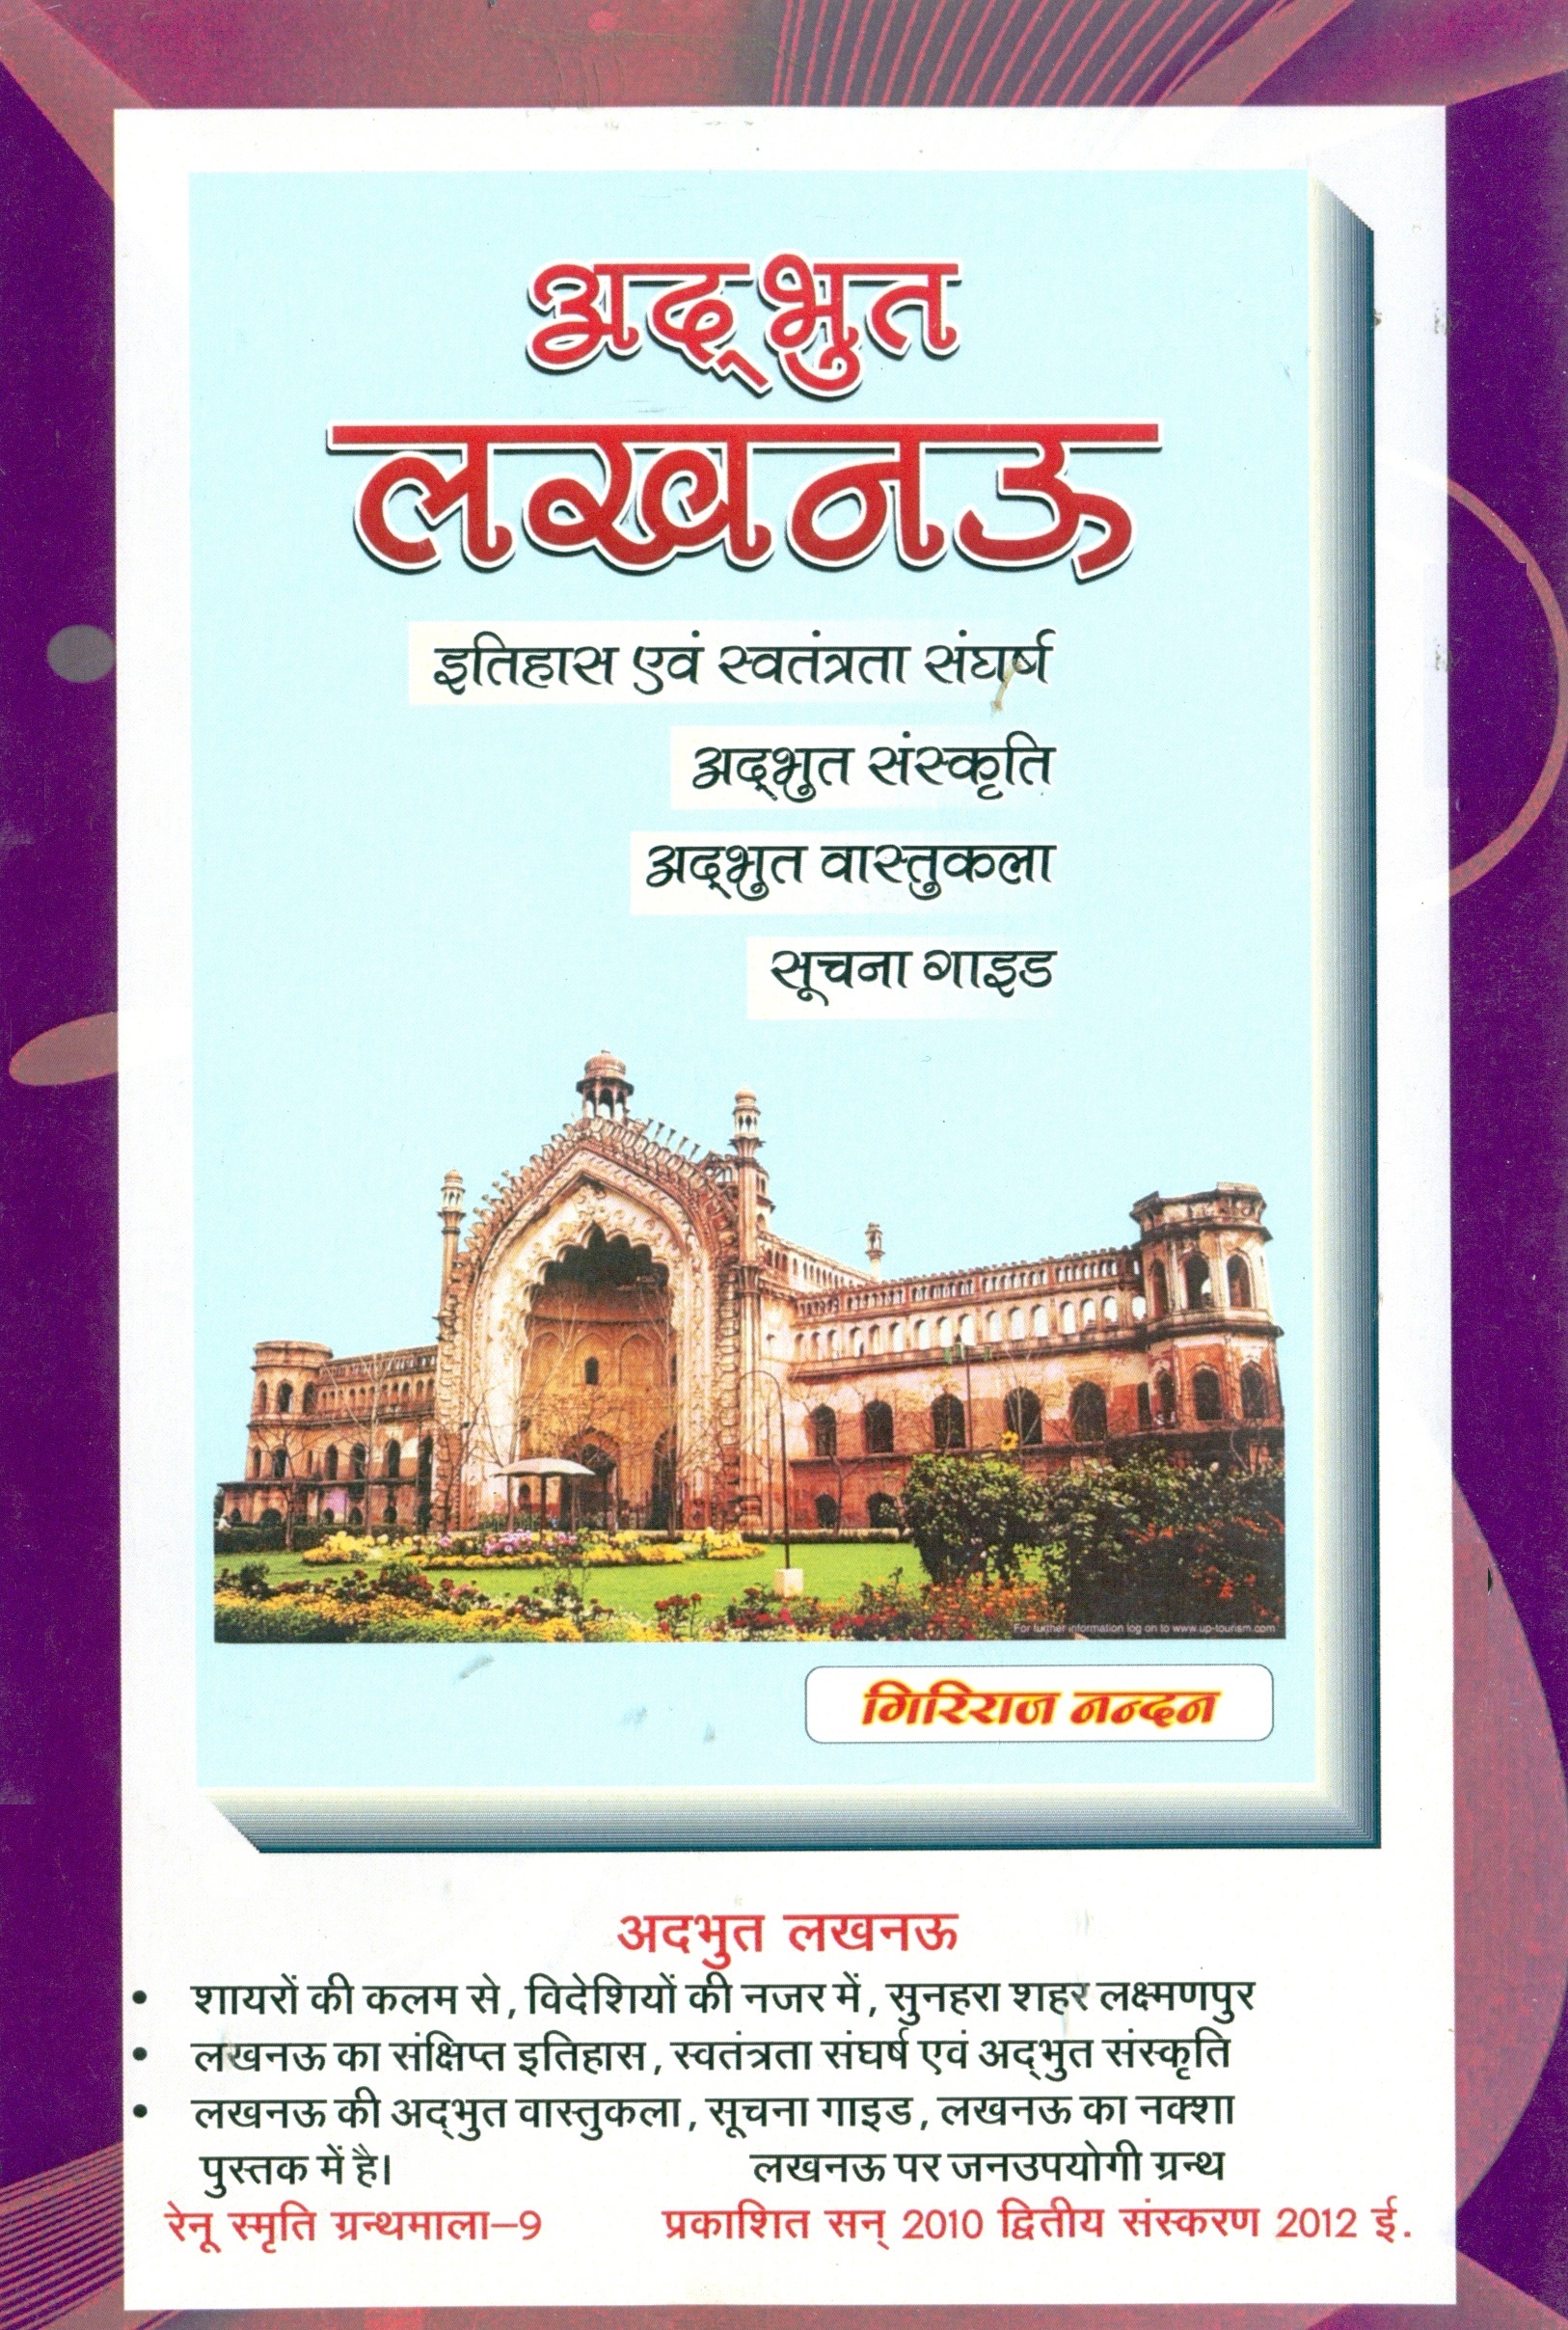 अद्भुत
लखनऊ
इतिहास एवं स्वतंत्रता संघर्ष
अद्भुत संस्कृति
अद्भुत वास्तुकला
सूचना गाइड
For further information log on to www.up-tourism.com
गिरिराज नन्दन
अदभुत लखनऊ
• शायरों की कलम से, विदेशियों की नजर में, सुनहरा शहर लक्ष्मणपुर
• लखनऊ का संक्षिप्त इतिहास, स्वतंत्रता संघर्ष एवं अद्भुत संस्कृति
• लखनऊ की अद्भुत वास्तुकला, सूचना गाइड, लखनऊ का नक्शा
पुस्तक में है। लखनऊ पर जनउपयोगी ग्रन्थ
रेनू स्मृति ग्रन्थमाला–9 प्रकाशित सन् 2010 द्वितीय संस्करण 2012 ई.